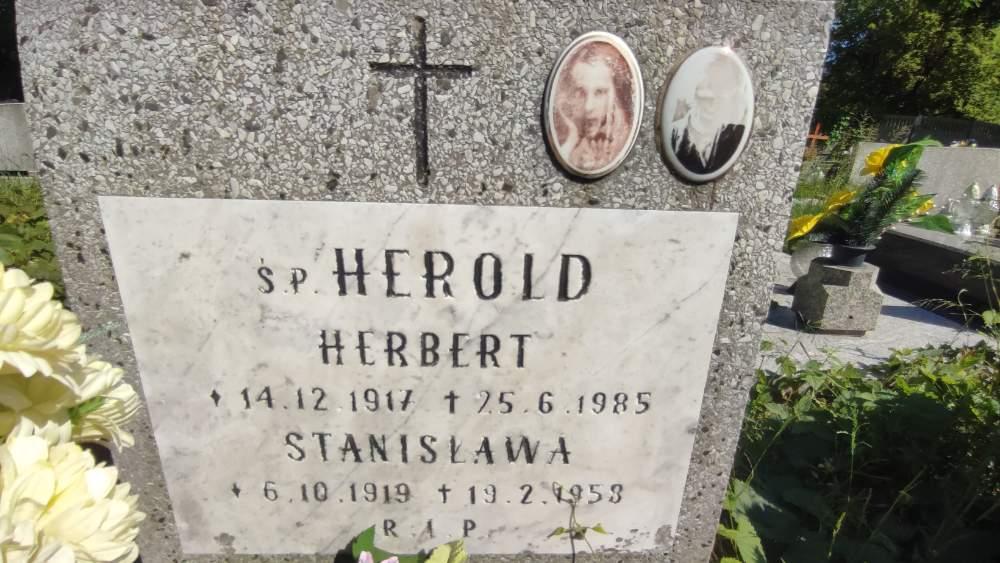 Ś.P. HEROLD
HERBERT
♦ 14.12.1917 † 25.6.1985
STANISŁAWA
♦ 6.10.1919 † 19.2.1958
R.I.P.